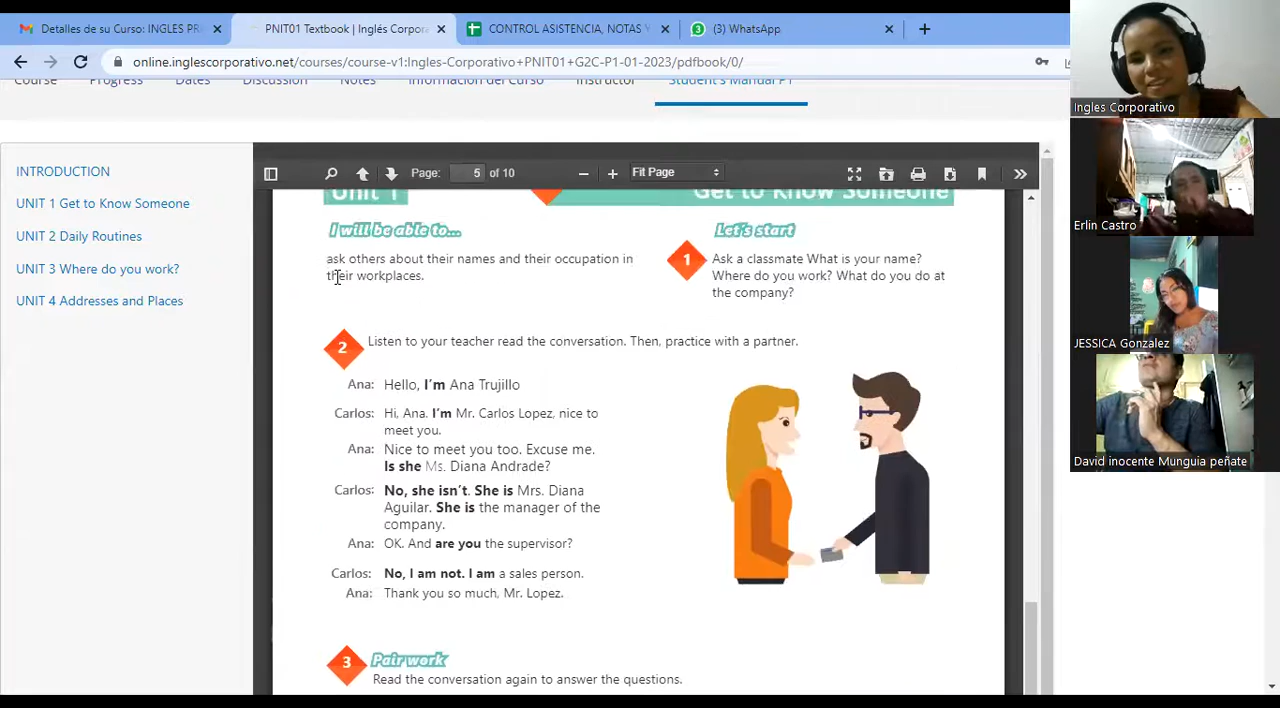 Detalles de su Curso: INGLES PR
PNIT01 Textbook | Inglés Corpora
CONTROL ASISTENCIA, NOTAS Y
(3) WhatsApp
online.inglescorporativo.net/courses/course-v1:Ingles-Corporativo+PNIT01+G2C-P1-01-2023/pdfbook/0/
Course Progress Dates Discussion Notes Información del Curso Instructor Student's Manual P1
INTRODUCTION
UNIT 1 Get to Know Someone
UNIT 2 Daily Routines
UNIT 3 Where do you work?
UNIT 4 Addresses and Places
Page: 5 of 10
Fit Page
Unit 1
Get to Know Someone
I will be able to...
ask others about their names and their occupation in
their workplaces.
Let's start
1 Ask a classmate What is your name?
Where do you work? What do you do at
the company?
2 Listen to your teacher read the conversation. Then, practice with a partner.
Ana: Hello, I'm Ana Trujillo
Carlos: Hi, Ana. I'm Mr. Carlos Lopez, nice to
meet you.
Ana: Nice to meet you too. Excuse me.
Is she Ms. Diana Andrade?
Carlos: No, she isn't. She is Mrs. Diana
Aguilar. She is the manager of the
company.
Ana: OK. And are you the supervisor?
Carlos: No, I am not. I am a sales person.
Ana: Thank you so much, Mr. Lopez.
3 Pair work
Read the conversation again to answer the questions.
Ingles Corporativo
Erlin Castro
JESSICA Gonzalez
David inocente Munguia peñate